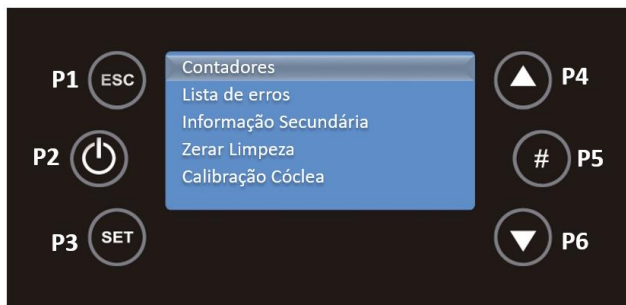 P1 ESC
Contadores
Lista de erros
Informação Secundária
Zerar Limpeza
Calibração Cóclea
P4
P2
# P5
P3 SET
P6